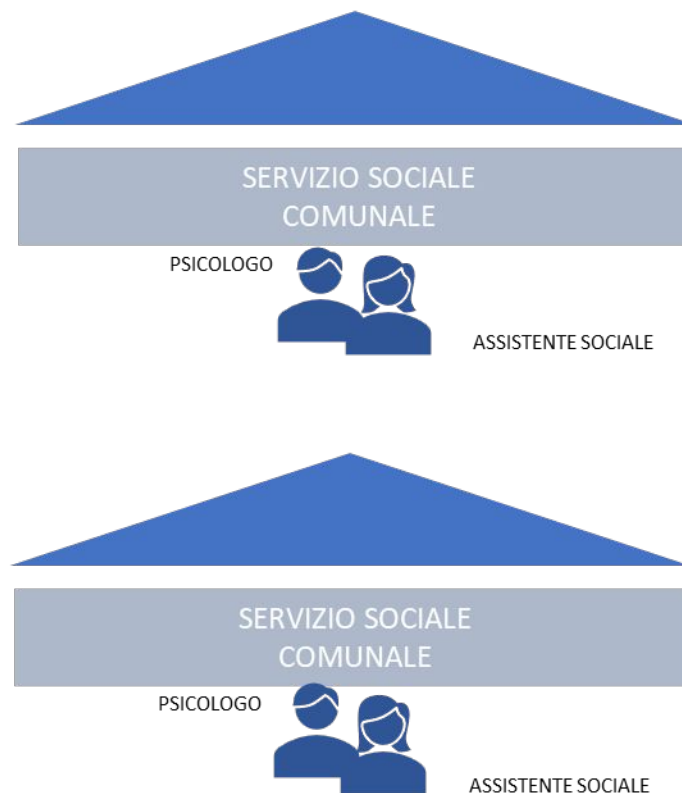 SERVIZIO SOCIALE
COMUNALE
PSICOLOGO
ASSISTENTE SOCIALE
SERVIZIO SOCIALE
COMUNALE
PSICOLOGO
ASSISTENTE SOCIALE